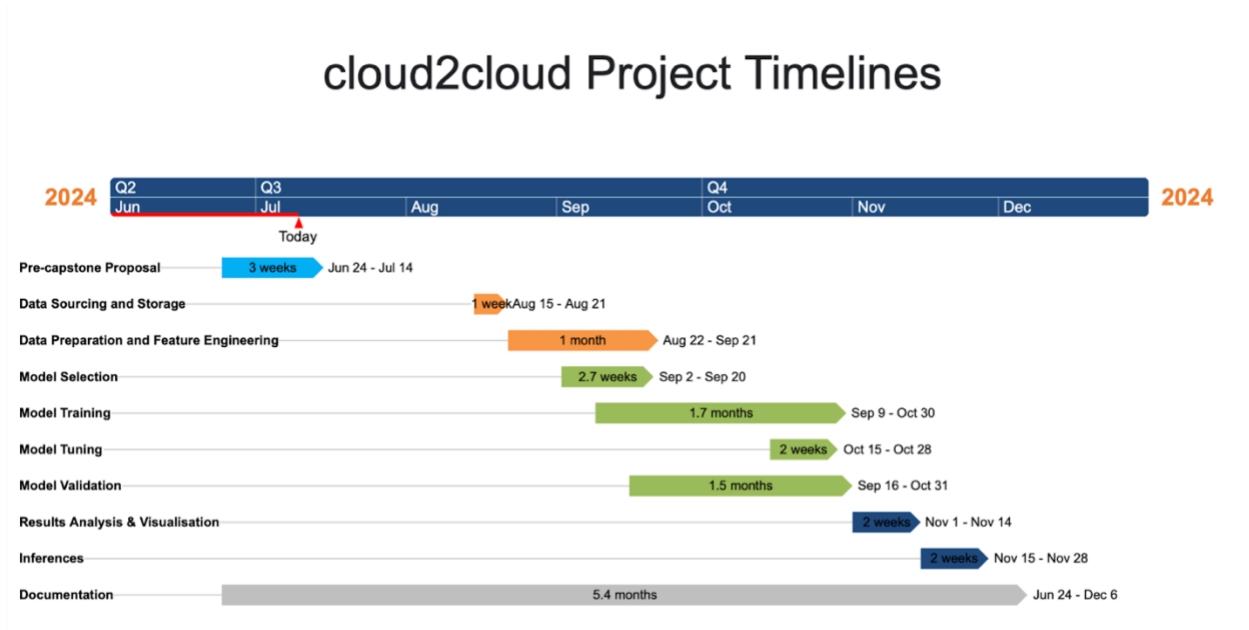 cloud2cloud Project Timelines
2024 Q2 Q3 Q4 2024
Jun Jul Aug Sep Oct Nov Dec
Today
Pre-capstone Proposal 3 weeks Jun 24 - Jul 14
Data Sourcing and Storage 1 week Aug 15 - Aug 21
Data Preparation and Feature Engineering 1 month Aug 22 - Sep 21
Model Selection 2.7 weeks Sep 2 - Sep 20
Model Training 1.7 months Sep 9 - Oct 30
Model Tuning 2 weeks Oct 15 - Oct 28
Model Validation 1.5 months Sep 16 - Oct 31
Results Analysis & Visualisation 2 weeks Nov 1 - Nov 14
Inferences 2 weeks Nov 15 - Nov 28
Documentation 5.4 months Jun 24 - Dec 6